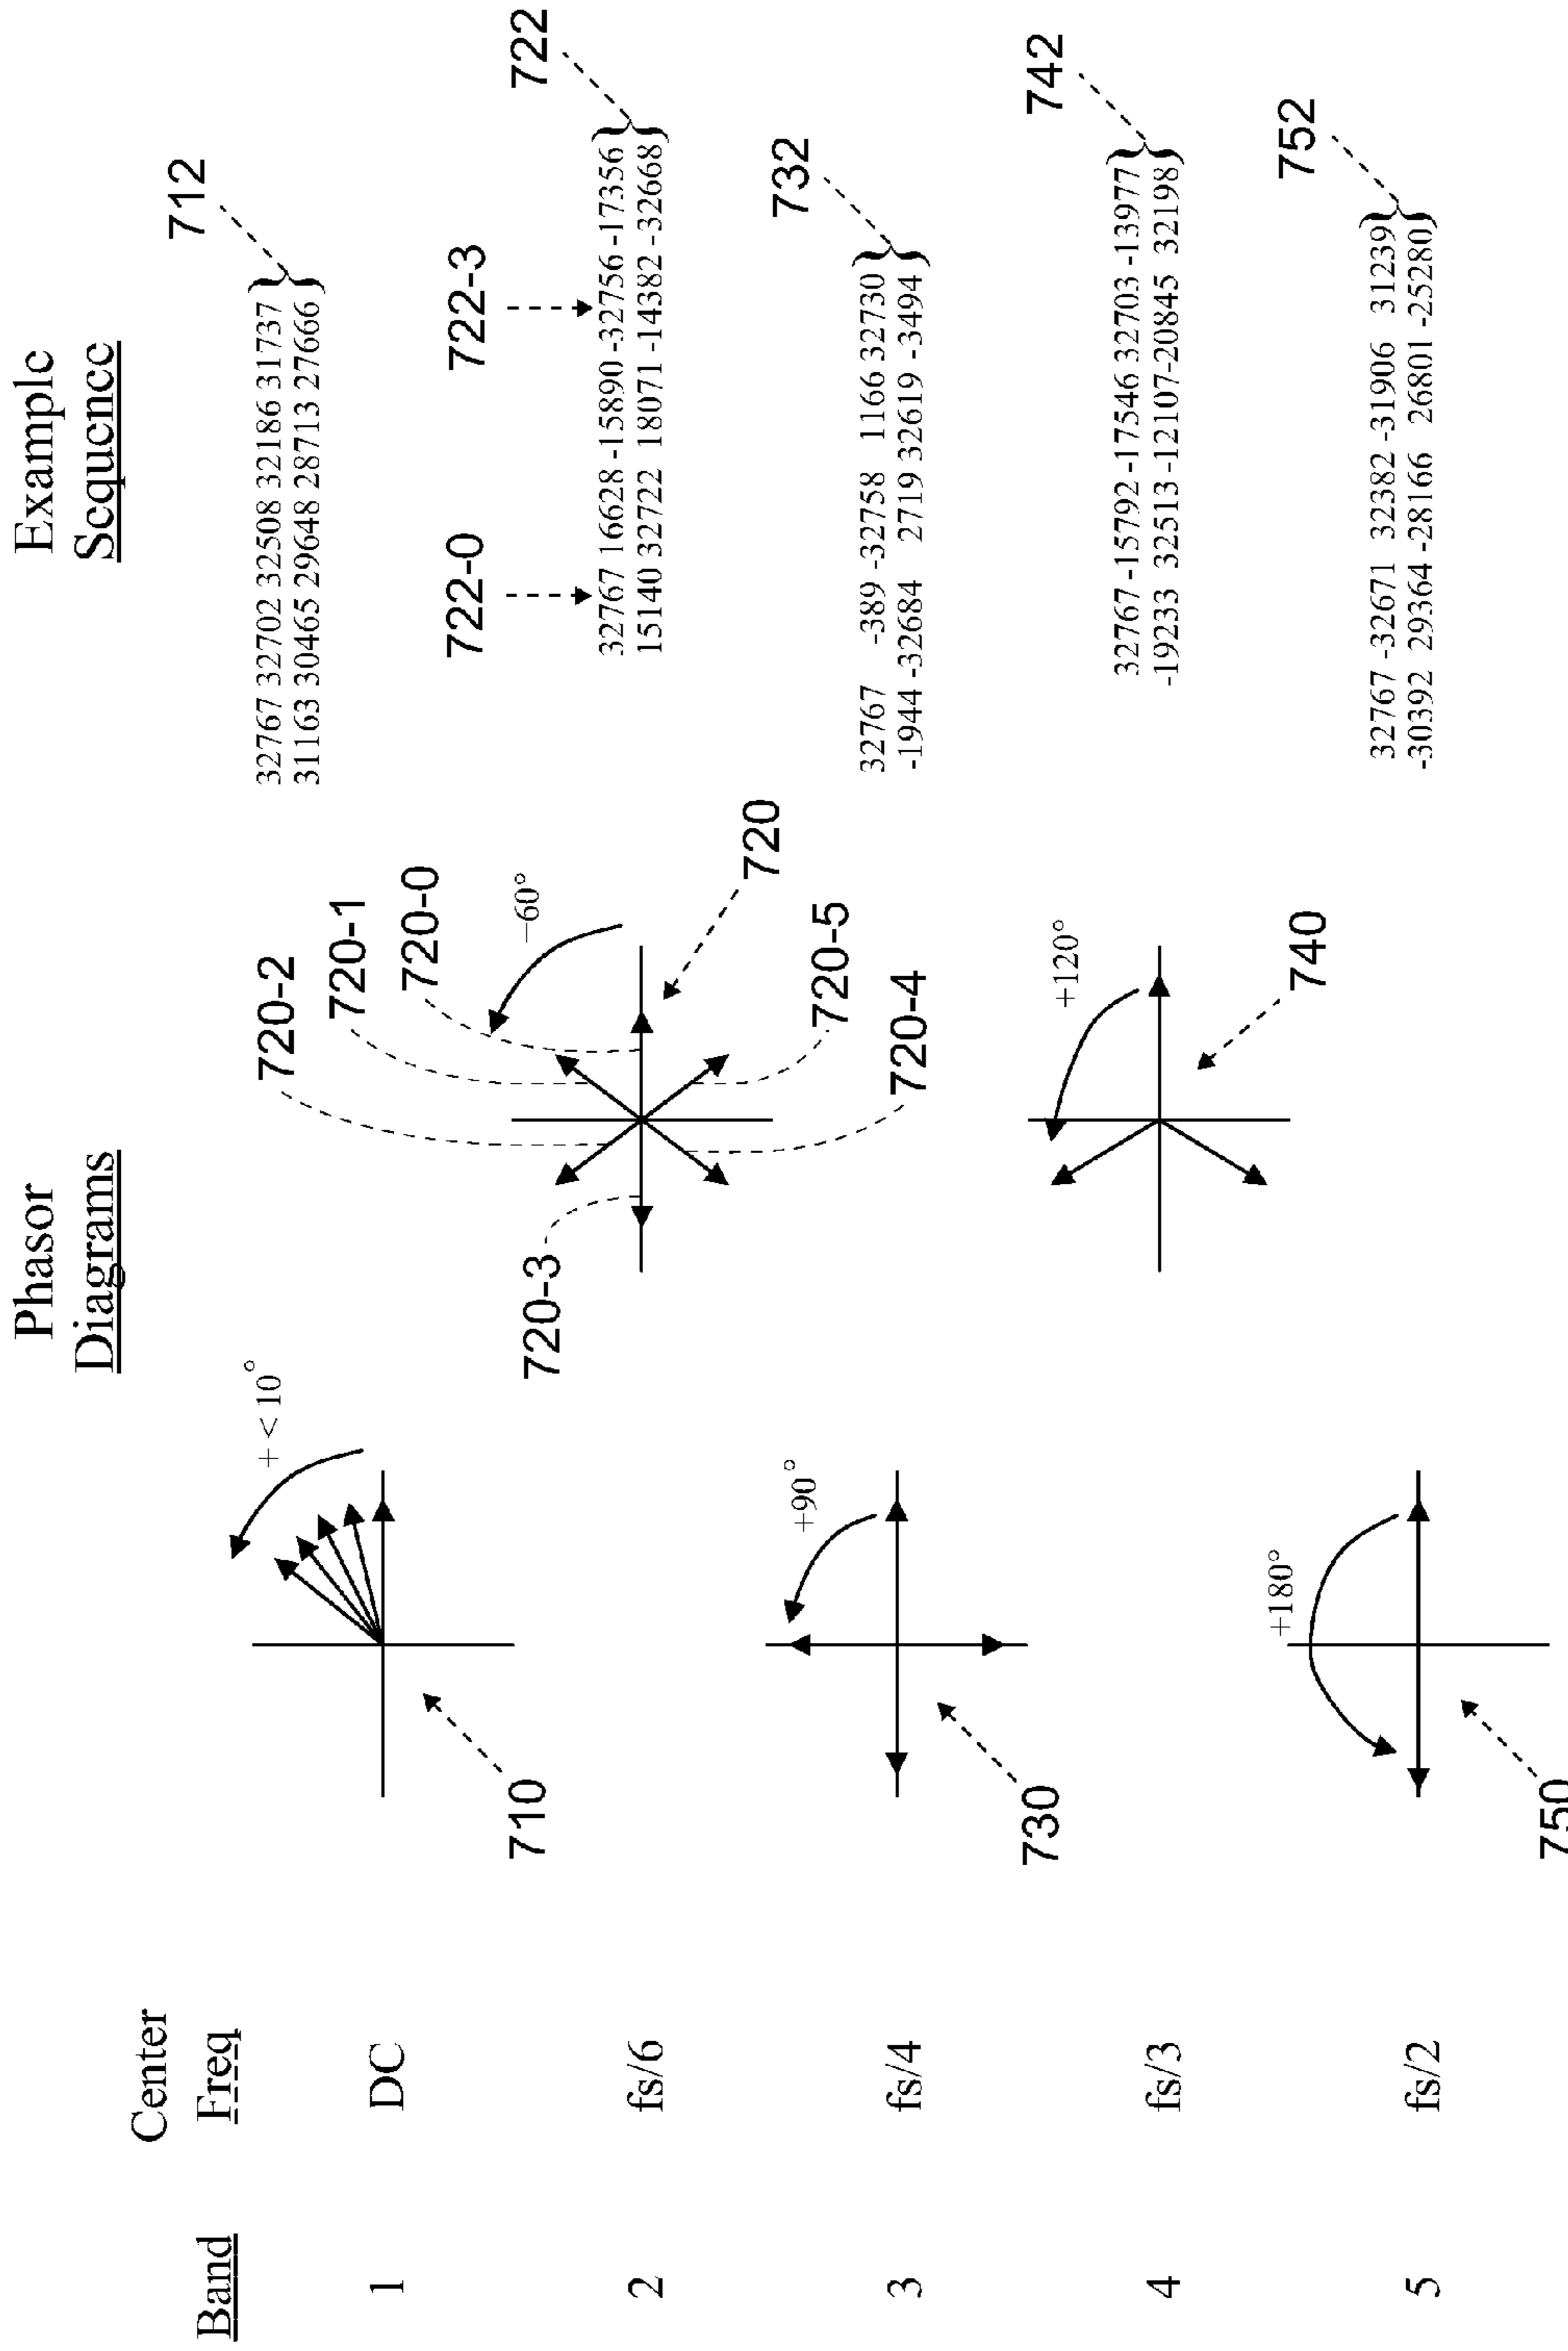 Center
Band Freq
Phasor
Diagrams
Example
Sequence
1 DC
+ < 10°
710
712
32767 32702 32508 32186 31737
31163 30465 29648 28713 27666
2 fs/6
720-2
720-1
720-0
−60°
720-3
720
720-5
720-4
722-0
722-3
722
32767 16628 -15890 -32756 -17356
15140 32722 18071 -14382 -32668
3 fs/4
+90°
730
732
32767 -389 -32758 1166 32730
-1944 -32684 2719 32619 -3494
4 fs/3
+120°
740
742
32767 -15792 -17546 32703 -13977
-19233 32513 -12107 -20845 32198
5 fs/2
+180°
750
752
32767 -32671 32382 -31906 31239
-30392 29364 -28166 26801 -25280